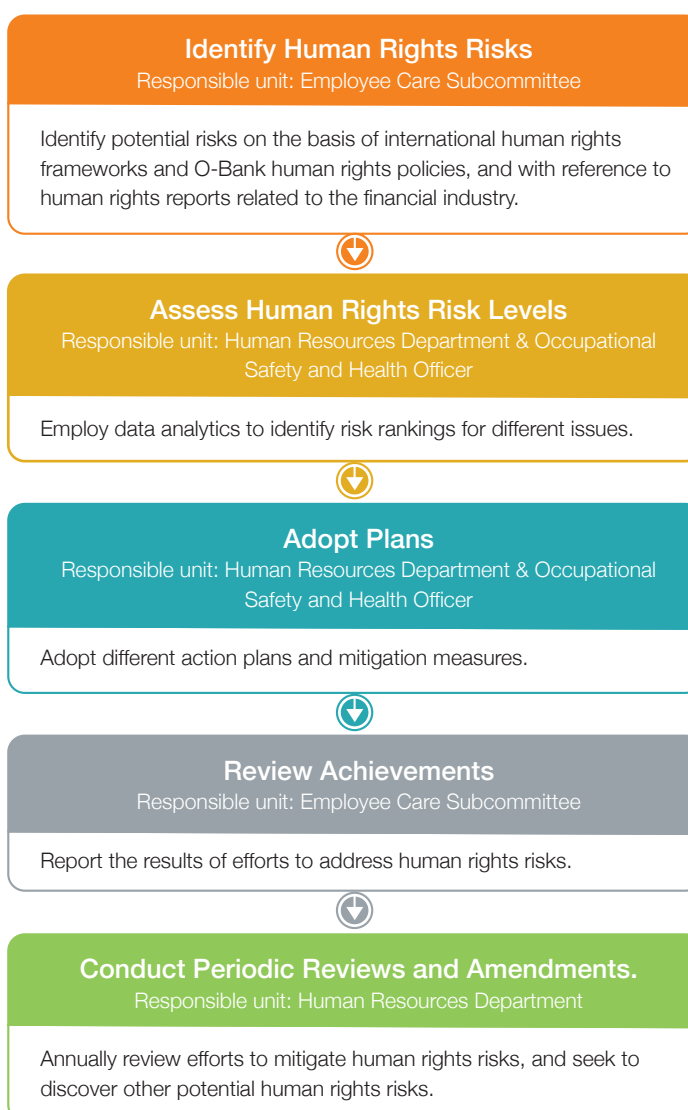 Identify Human Rights Risks
Responsible unit: Employee Care Subcommittee
Identify potential risks on the basis of international human rights
frameworks and O-Bank human rights policies, and with reference to
human rights reports related to the financial industry.
Assess Human Rights Risk Levels
Responsible unit: Human Resources Department & Occupational
Safety and Health Officer
Employ data analytics to identify risk rankings for different issues.
Adopt Plans
Responsible unit: Human Resources Department & Occupational
Safety and Health Officer
Adopt different action plans and mitigation measures.
Review Achievements
Responsible unit: Employee Care Subcommittee
Report the results of efforts to address human rights risks.
Conduct Periodic Reviews and Amendments.
Responsible unit: Human Resources Department
Annually review efforts to mitigate human rights risks, and seek to
discover other potential human rights risks.